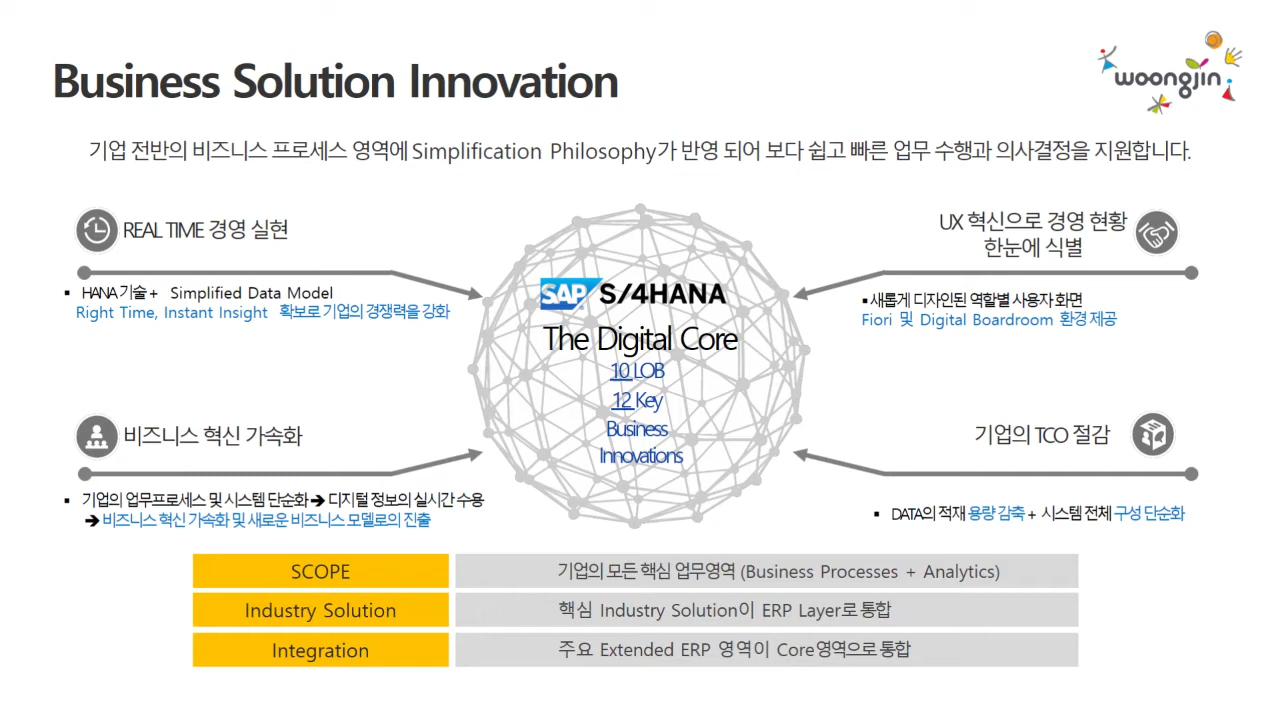 Business Solution Innovation
woongjin
기업 전반의 비즈니스 프로세스 영역에 Simplification Philosophy가 반영 되어 보다 쉽고 빠른 업무 수행과 의사결정을 지원합니다.
REAL TIME 경영 실현
▪ HANA 기술 + Simplified Data Model
Right Time, Instant Insight 확보로 기업의 경쟁력을 강화
UX 혁신으로 경영 현황
한눈에 식별
▪ 새롭게 디자인된 역할별 사용자 화면
Fiori 및 Digital Boardroom 환경 제공
SAP S/4HANA
The Digital Core
10 LOB
12 Key
Business
Innovations
비즈니스 혁신 가속화
▪ 기업의 업무프로세스 및 시스템 단순화 ➔ 디지털 정보의 실시간 수용
➔ 비즈니스 혁신 가속화 및 새로운 비즈니스 모델로의 진출
기업의 TCO 절감
▪ DATA의 적재 용량 감축 + 시스템 전체 구성 단순화
SCOPE 기업의 모든 핵심 업무영역 (Business Processes + Analytics)
Industry Solution 핵심 Industry Solution이 ERP Layer로 통합
Integration 주요 Extended ERP 영역이 Core영역으로 통합